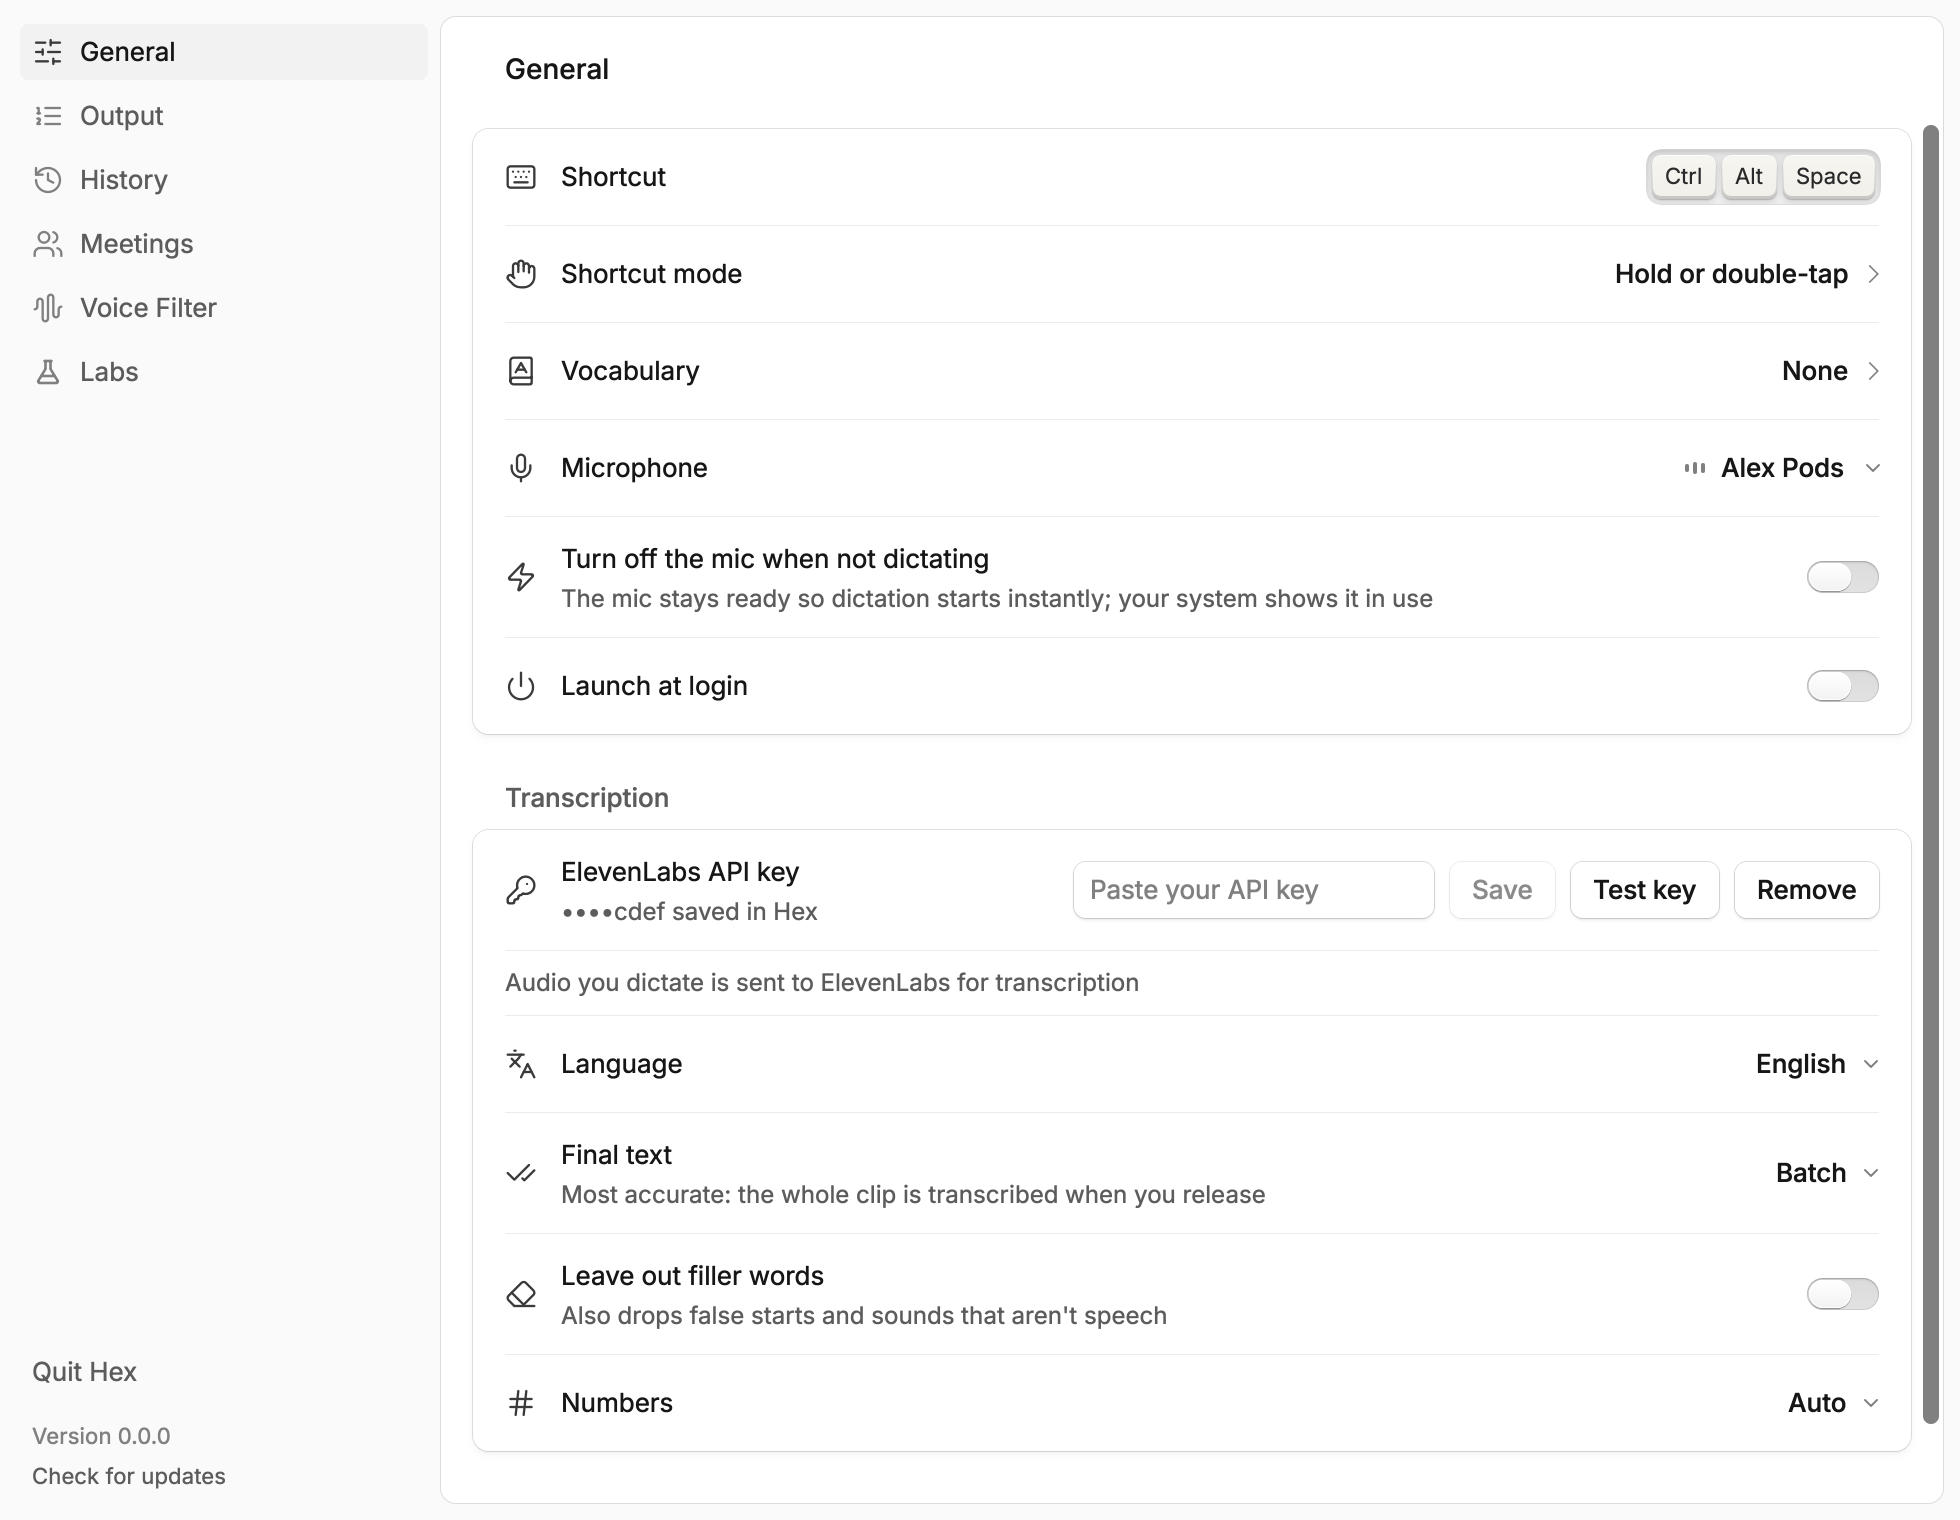 General
Output
History
Meetings
Voice Filter
Labs
Quit Hex
Version 0.0.0
Check for updates
General
Shortcut Ctrl Alt Space
Shortcut mode Hold or double-tap
Vocabulary None
Microphone Alex Pods
Turn off the mic when not dictating
The mic stays ready so dictation starts instantly; your system shows it in use
Launch at login
Transcription
ElevenLabs API key
••••cdef saved in Hex
Paste your API key Save Test key Remove
Audio you dictate is sent to ElevenLabs for transcription
Language English
Final text
Most accurate: the whole clip is transcribed when you release
Batch
Leave out filler words
Also drops false starts and sounds that aren't speech
Numbers Auto